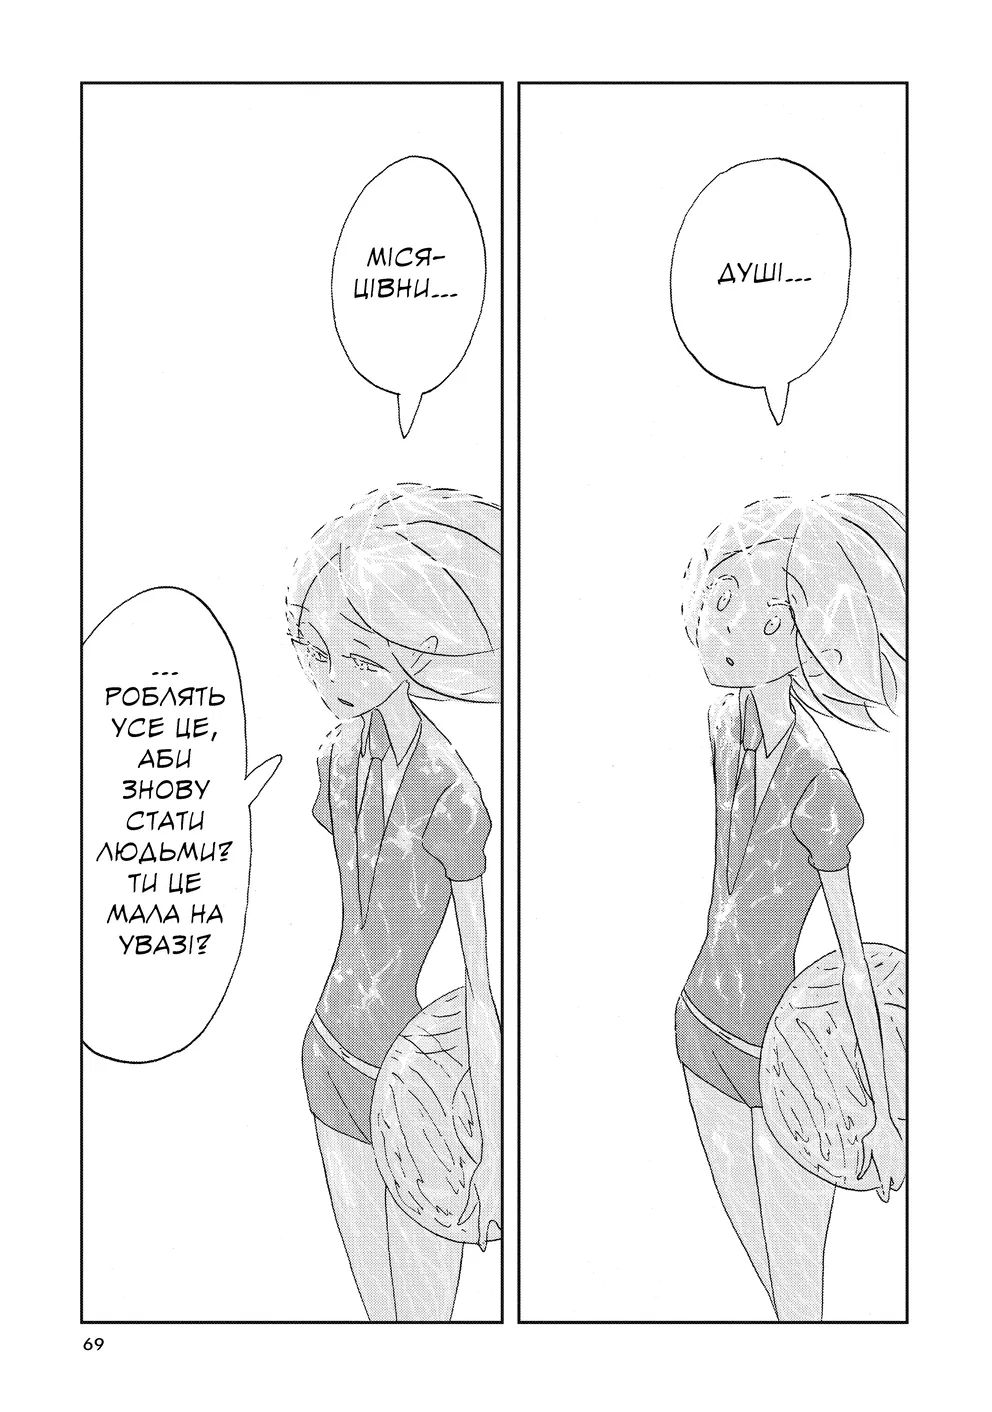 ДУШІ...
МІСЯ-
ЦІВНИ...
...
РОБЛЯТЬ
УСЕ ЦЕ,
АБИ
ЗНОВУ
СТАТИ
ЛЮДЬМИ?
ТИ ЦЕ
МАЛА НА
УВАЗІ?
69